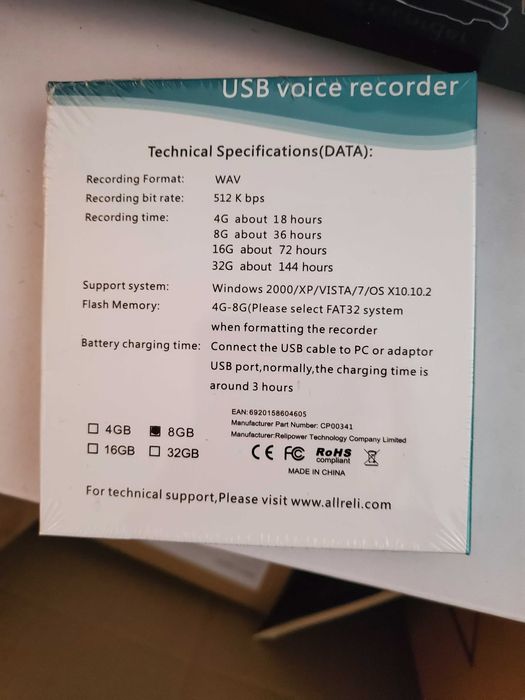 USB voice recorder
Technical Specifications(DATA):
Recording Format: WAV
Recording bit rate: 512 K bps
Recording time: 4G about 18 hours
8G about 36 hours
16G about 72 hours
32G about 144 hours
Support system: Windows 2000/XP/VISTA/7/OS X10.10.2
Flash Memory: 4G-8G(Please select FAT32 system
when formatting the recorder
Battery charging time: Connect the USB cable to PC or adaptor
USB port,normally,the charging time is
around 3 hours
EAN:6920158604605
Manufacturer Part Number: CP00341
Manufacturer:Relipower Technology Company Limited
4GB 8GB
16GB 32GB
CE FC RoHS
compliant
MADE IN CHINA
For technical support,Please visit www.allreli.com